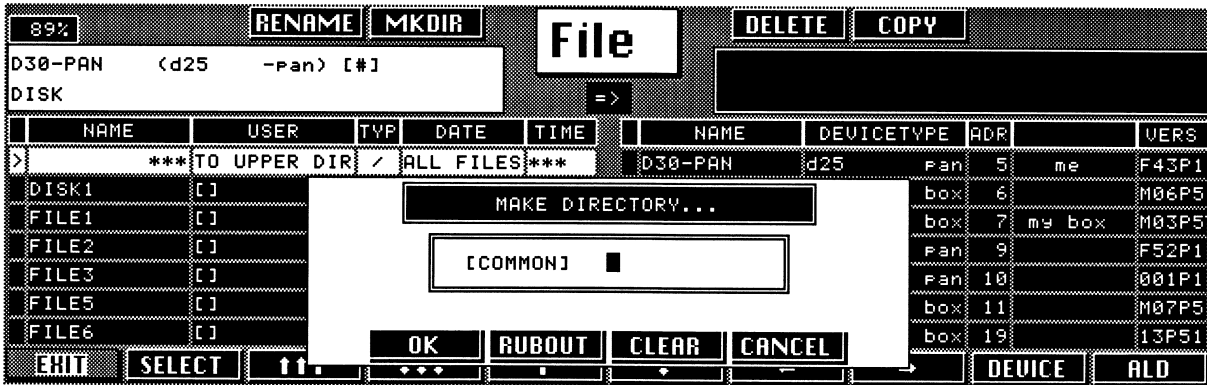 89% RENAME MKDIR File DELETE COPY
D30-PAN (d25 -pan) [#]
DISK
=>
NAME USER TYP DATE TIME NAME DEVICETYPE ADR VERS
> *** TO UPPER DIR / ALL FILES *** D30-PAN d25 pan 5 me F43P1
DISK1 [] box 6 M06P5
MAKE DIRECTORY...
FILE1 [] box 7 my box M03P5
FILE2 [] pan 9 F52P1
[COMMON]
FILE3 [] pan 10 001P1
FILE5 [] box 11 M07P5
FILE6 [] box 19 13P51
OK RUBOUT CLEAR CANCEL
EXIT SELECT ← → DEVICE ALD